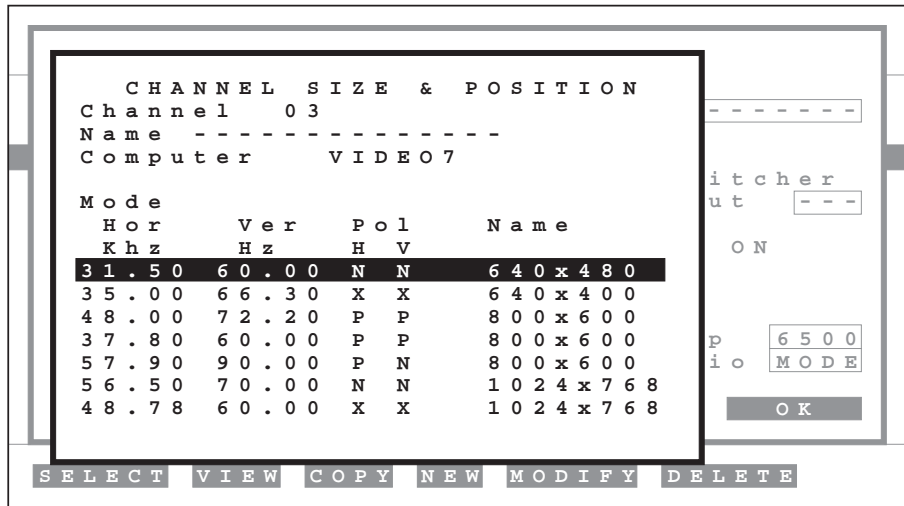 CHANNEL SIZE & POSITION
Channel 03
Name --------------
Computer VIDEO7
Mode
Hor Ver Pol Name
Khz Hz H V
31.50 60.00 N N 640x480
35.00 66.30 X X 640x400
48.00 72.20 P P 800x600
37.80 60.00 P P 800x600
57.90 90.00 P N 800x600
56.50 70.00 N N 1024x768
48.78 60.00 X X 1024x768
-------
itcher
ut ---
ON
p 6500
io MODE
OK
SELECT VIEW COPY NEW MODIFY DELETE